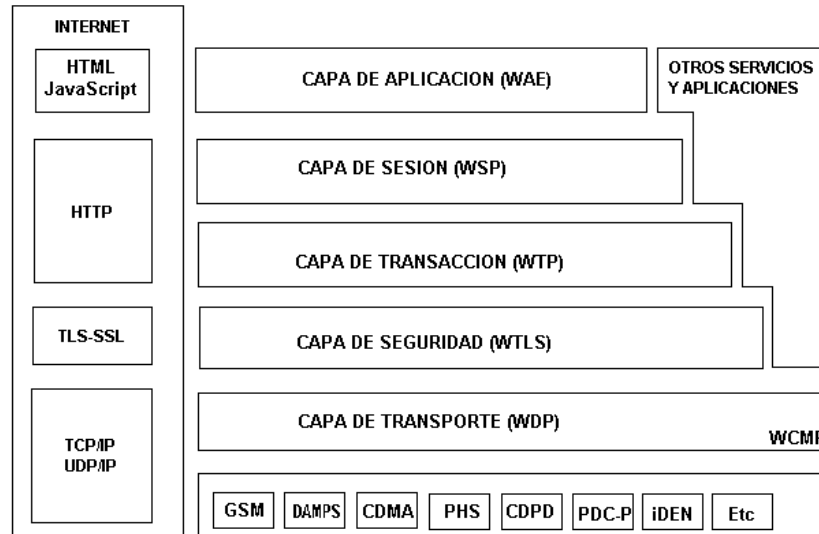 INTERNET
HTML
JavaScript
HTTP
TLS-SSL
TCP/IP
UDP/IP
CAPA DE APLICACION (WAE)
OTROS SERVICIOS
Y APLICACIONES
CAPA DE SESION (WSP)
CAPA DE TRANSACCION (WTP)
CAPA DE SEGURIDAD (WTLS)
CAPA DE TRANSPORTE (WDP)
WCMP
GSM
DAMPS
CDMA
PHS
CDPD
PDC-P
iDEN
Etc